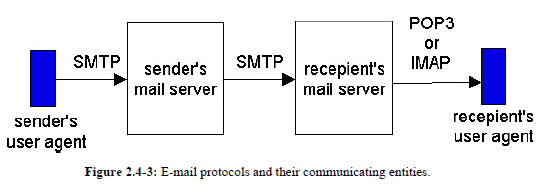 SMTP
sender's
mail server
SMTP
recepient's
mail server
POP3
or
IMAP
sender's
user agent
recepient's
user agent
Figure 2.4-3: E-mail protocols and their communicating entities.